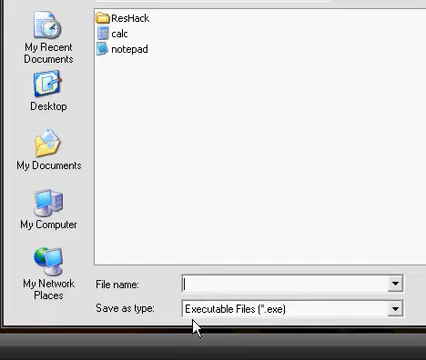 ResHack
calc
notepad
My Recent
Documents
Desktop
My Documents
My Computer
My Network
Places
File name:
Save as type:
Executable Files (*.exe)